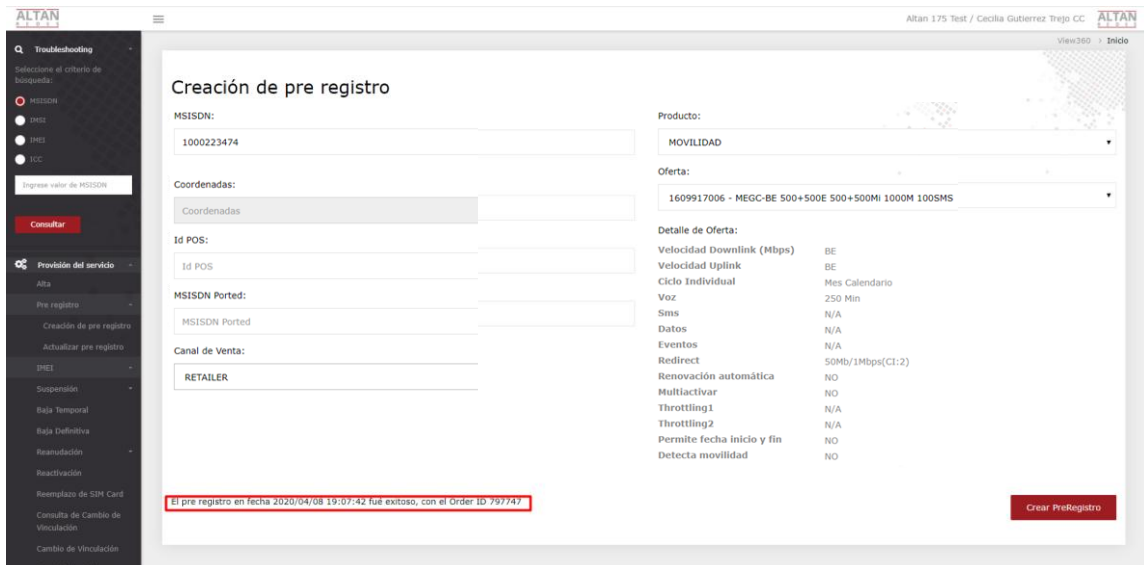 ALTAN
REDES
Altan 175 Test / Cecilia Gutierrez Trejo CC
ALTAN
REDES
View360 > Inicio
Troubleshooting
Seleccione el criterio de
búsqueda:
MSISDN
IMSI
IMEI
ICC
Ingrese valor de MSISDN
Consultar
Provisión del servicio
Alta
Pre registro
Creación de pre registro
Actualizar pre registro
IMEI
Suspensión
Baja Temporal
Baja Definitiva
Reanudación
Reactivación
Reemplazo de SIM Card
Consulta de Cambio de
Vinculación
Cambio de Vinculación
Creación de pre registro
MSISDN:
1000223474
Coordenadas:
Coordenadas
Id POS:
Id POS
MSISDN Ported:
MSISDN Ported
Canal de Venta:
RETAILER
Producto:
MOVILIDAD
Oferta:
1609917006 - MEGC-BE 500+500E 500+500Mi 1000M 100SMS
Detalle de Oferta:
Velocidad Downlink (Mbps) BE
Velocidad Uplink BE
Ciclo Individual Mes Calendario
Voz 250 Min
Sms N/A
Datos N/A
Eventos N/A
Redirect 50Mb/1Mbps(CI:2)
Renovación automática NO
Multiactivar NO
Throttling1 N/A
Throttling2 N/A
Permite fecha inicio y fin NO
Detecta movilidad NO
El pre registro en fecha 2020/04/08 19:07:42 fué exitoso, con el Order ID 797747
Crear PreRegistro